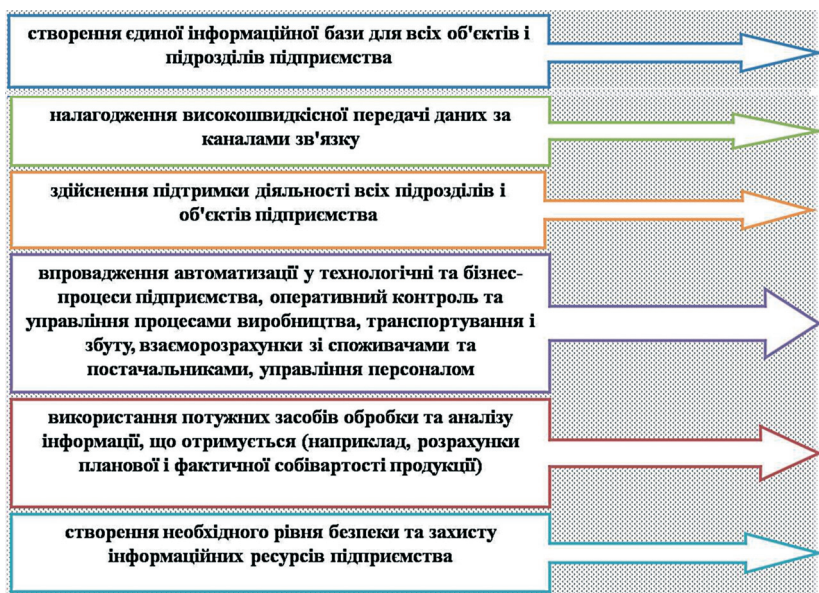 створення єдиної інформаційної бази для всіх об'єктів і
підрозділів підприємства
налагодження високошвидкісної передачі даних за
каналами зв'язку
здійснення підтримки діяльності всіх підрозділів і
об'єктів підприємства
впровадження автоматизації у технологічні та бізнес-
процеси підприємства, оперативний контроль та
управління процесами виробництва, транспортування і
збуту, взаєморозрахунки зі споживачами та
постачальниками, управління персоналом
використання потужних засобів обробки та аналізу
інформації, що отримується (наприклад, розрахунки
планової і фактичної собівартості продукції)
створення необхідного рівня безпеки та захисту
інформаційних ресурсів підприємства